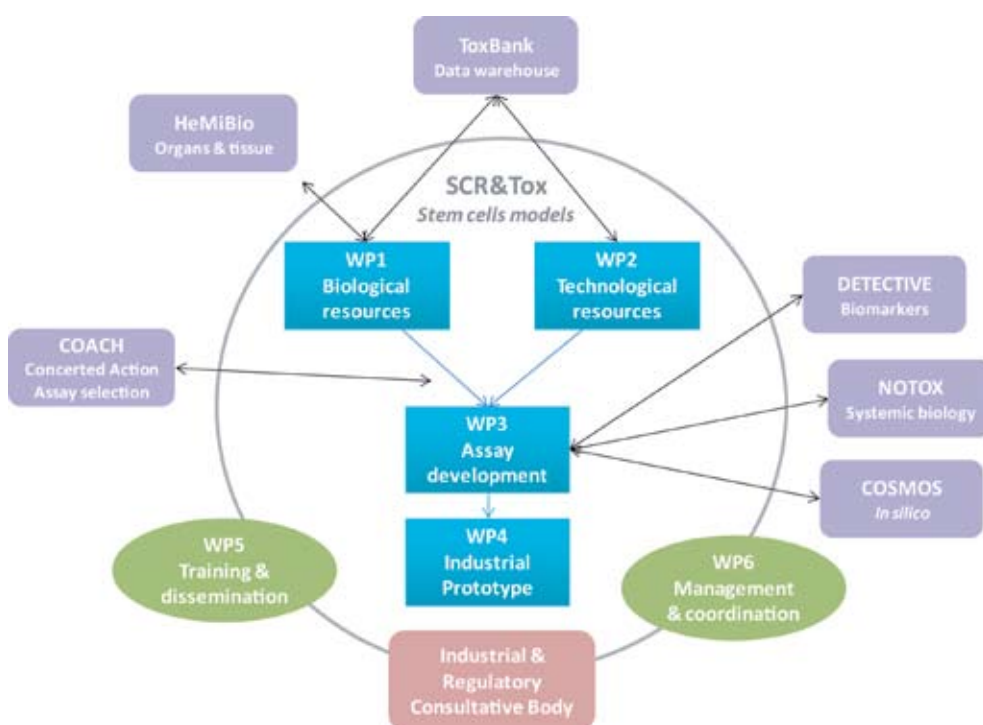 ToxBank
Data warehouse
HeMiBio
Organs & tissue
SCR&Tox
Stem cells models
WP1
Biological
resources
WP2
Technological
resources
DETECTIVE
Biomarkers
COACH
Concerted Action
Assay selection
NOTOX
Systemic biology
WP3
Assay
development
COSMOS
In silico
WP4
Industrial
Prototype
WP5
Training &
dissemination
WP6
Management
& coordination
Industrial &
Regulatory
Consultative Body